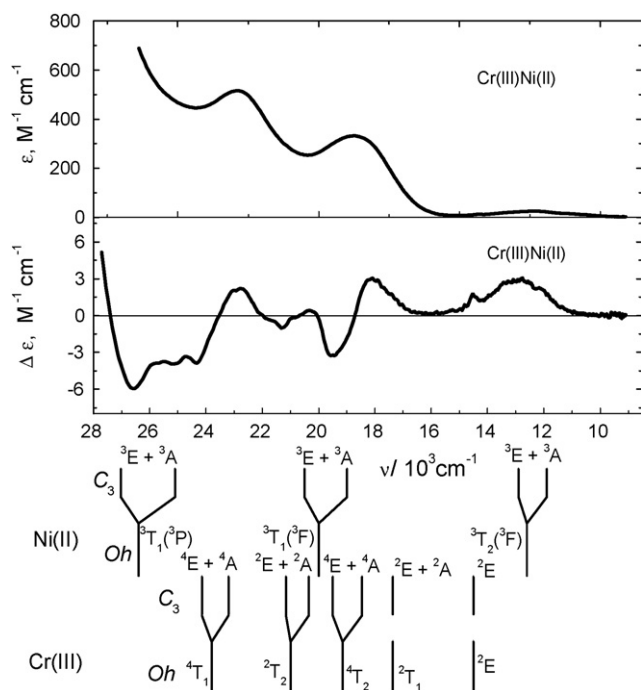 800
600
400
200
0
ε, M⁻¹ cm⁻¹
Cr(III)Ni(II)
6
3
0
-3
-6
Δ ε, M⁻¹ cm⁻¹
Cr(III)Ni(II)
28 26 24 22 20 18 16 14 12 10
ν/ 10³cm⁻¹
³E + ³A ³E + ³A ³E + ³A
C₃
Ni(II)
Oh ³T₁(³P) ³T₁(³F) ³T₂(³F)
⁴E + ⁴A ²E + ²A ⁴E + ⁴A ²E + ²A ²E
C₃
Cr(III)
Oh ⁴T₁ ²T₂ ⁴T₂ ²T₁ ²E